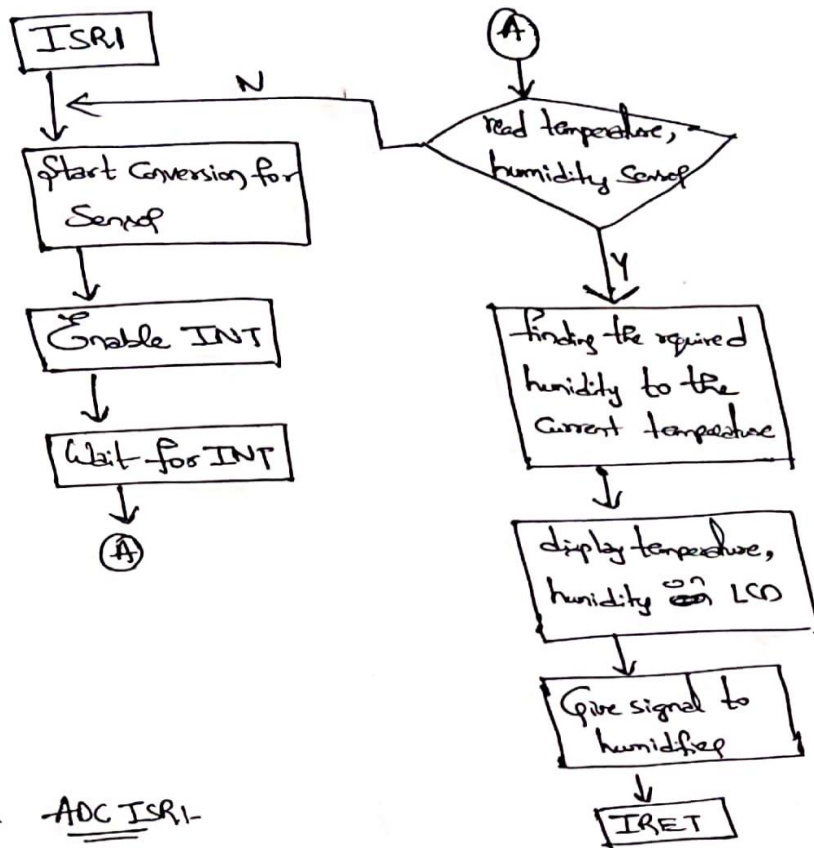 ISR1
Start Conversion for
Sensor
Enable INT
Wait for INT
A
A
N
read temperature,
humidity Sensor
Y
finding the required
humidity to the
current temperature
display temperature,
humidity on LCD
Give signal to
humidifier
IRET
ADC ISR1-